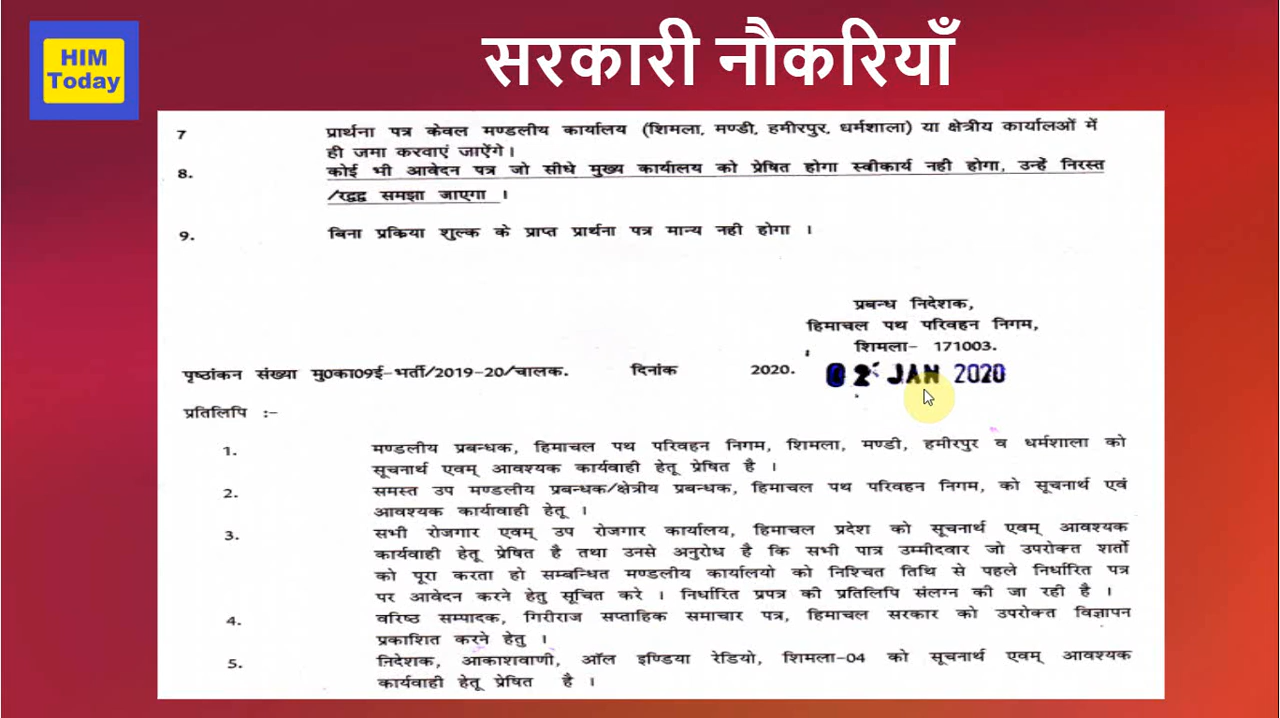 HIM
Today
सरकारी नौकरियाँ
7 प्रार्थना पत्र केवल मण्डलीय कार्यालय (शिमला, मण्डी, हमीरपुर, धर्मशाला) या क्षेत्रीय कार्यालओं में
ही जमा करवाएं जाऐंगे।
8. कोई भी आवेदन पत्र जो सीधे मुख्य कार्यालय को प्रेषित होगा स्वीकार्य नही होगा, उन्हें निरस्त
/रद्वद्व समझा जाएगा ।
9. बिना प्रकिया शुल्क के प्राप्त प्रार्थना पत्र मान्य नही होगा ।
प्रबन्ध निदेशक,
हिमाचल पथ परिवहन निगम,
शिमला- 171003.
पृष्ठांकन संख्या मु0का09ई-भर्ती/2019-20/चालक. दिनांक 2020. 02 JAN 2020
प्रतिलिपि :-
1. मण्डलीय प्रबन्धक, हिमाचल पथ परिवहन निगम, शिमला, मण्डी, हमीरपुर व धर्मशाला को
सूचनार्थ एवम् आवश्यक कार्यवाही हेतू प्रेषित है ।
2. समस्त उप मण्डलीय प्रबन्धक/क्षेत्रीय प्रबन्धक, हिमाचल पथ परिवहन निगम, को सूचनार्थ एवं
आवश्यक कार्यावाही हेतू ।
3. सभी रोजगार एवम् उप रोजगार कार्यालय, हिमाचल प्रदेश को सूचनार्थ एवम् आवश्यक
कार्यवाही हेतू प्रेषित है तथा उनसे अनुरोध है कि सभी पात्र उम्मीदवार जो उपरोक्त शर्तो
को पूरा करता हो सम्बन्धित मण्डलीय कार्यालयो को निश्चित तिथि से पहले निर्धारित पत्र
पर आवेदन करने हेतु सूचित करे । निर्धारित प्रपत्र की प्रतिलिपि संलग्न की जा रही है ।
4. वरिष्ठ सम्पादक, गिरीराज सप्ताहिक समाचार पत्र, हिमाचल सरकार को उपरोक्त विज्ञापन
प्रकाशित करने हेतु ।
5. निदेशक, आकाशवाणी, ऑल इण्डिया रेडियो, शिमला-04 को सूचनार्थ एवम् आवश्यक
कार्यवाही हेतू प्रेषित है ।